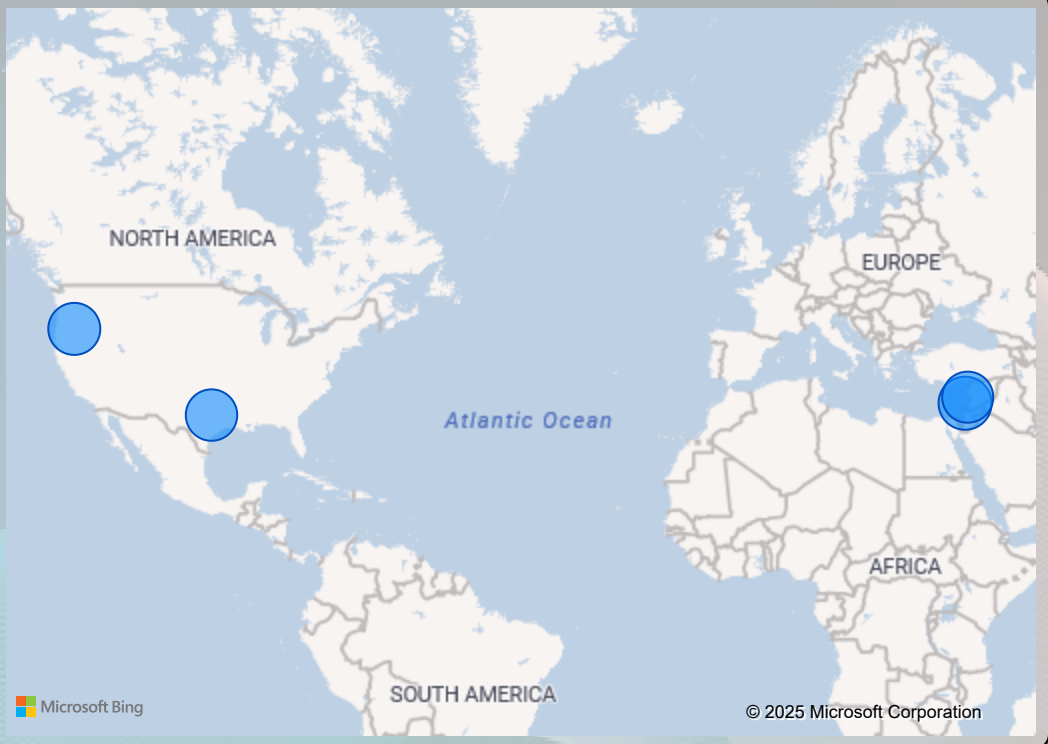 NORTH AMERICA
EUROPE
Atlantic Ocean
AFRICA
SOUTH AMERICA
Microsoft Bing
© 2025 Microsoft Corporation